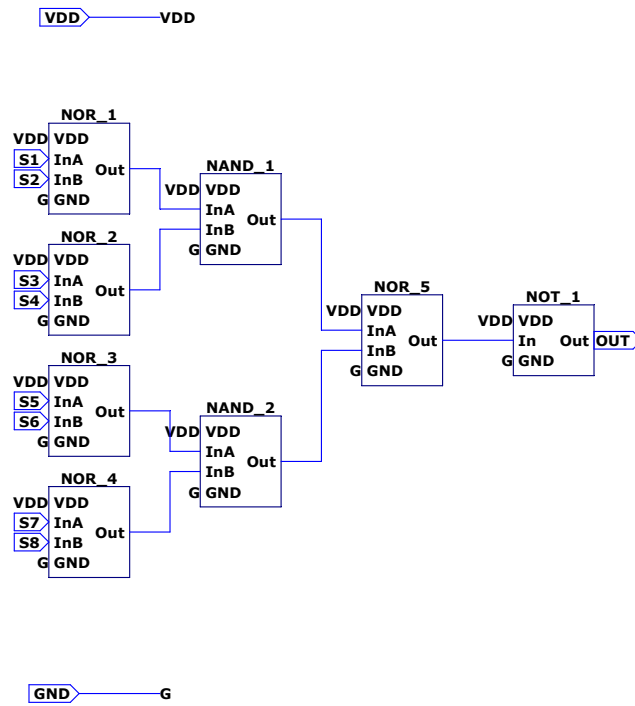 VDD VDD
NOR_1
VDD VDD
S1 InA
S2 InB
Out
G GND
NOR_2
VDD VDD
S3 InA
S4 InB
Out
G GND
NAND_1
VDD VDD
InA
InB
Out
G GND
NOR_3
VDD VDD
S5 InA
S6 InB
Out
G GND
NOR_4
VDD VDD
S7 InA
S8 InB
Out
G GND
NAND_2
VDD VDD
InA
InB
Out
G GND
NOR_5
VDD VDD
InA
InB
Out
G GND
NOT_1
VDD VDD
In Out OUT
G GND
GND G